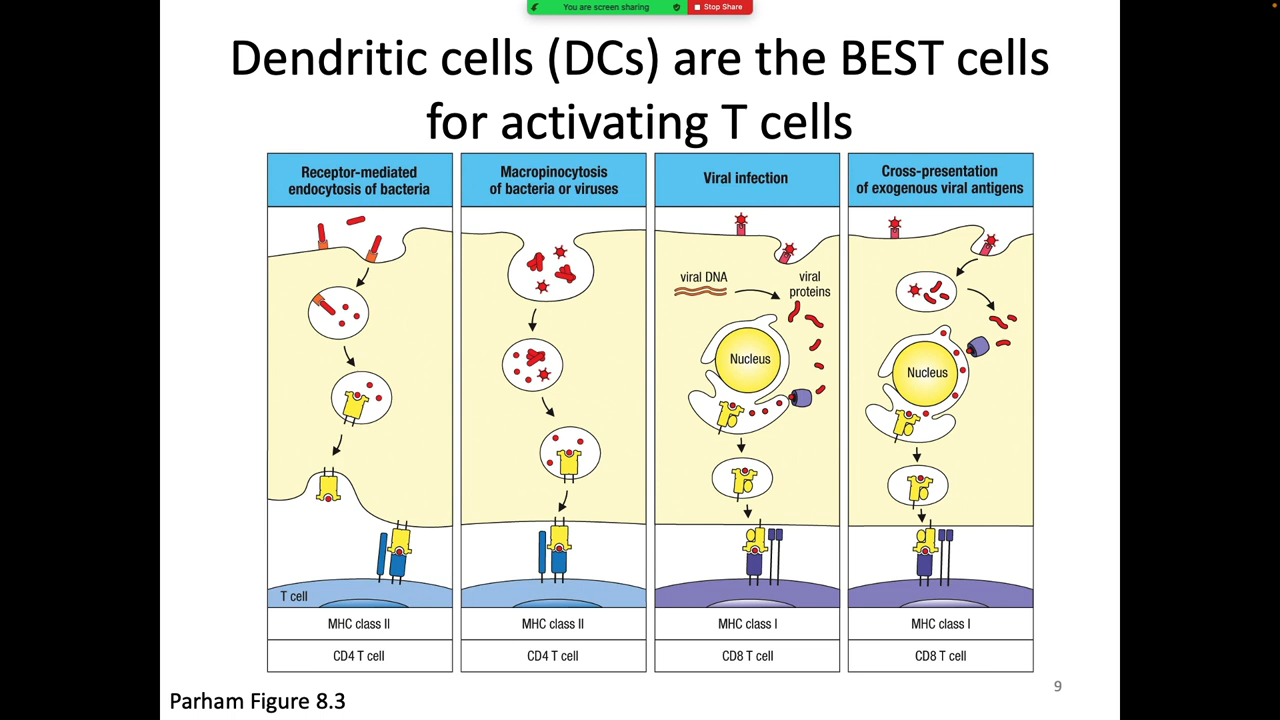 You are screen sharing
Stop Share
Dendritic cells (DCs) are the BEST cells
for activating T cells
Receptor-mediated
endocytosis of bacteria
Macropinocytosis
of bacteria or viruses
Viral infection
Cross-presentation
of exogenous viral antigens
viral DNA
viral
proteins
Nucleus
Nucleus
T cell
MHC class II
MHC class II
MHC class I
MHC class I
CD4 T cell
CD4 T cell
CD8 T cell
CD8 T cell
9
Parham Figure 8.3